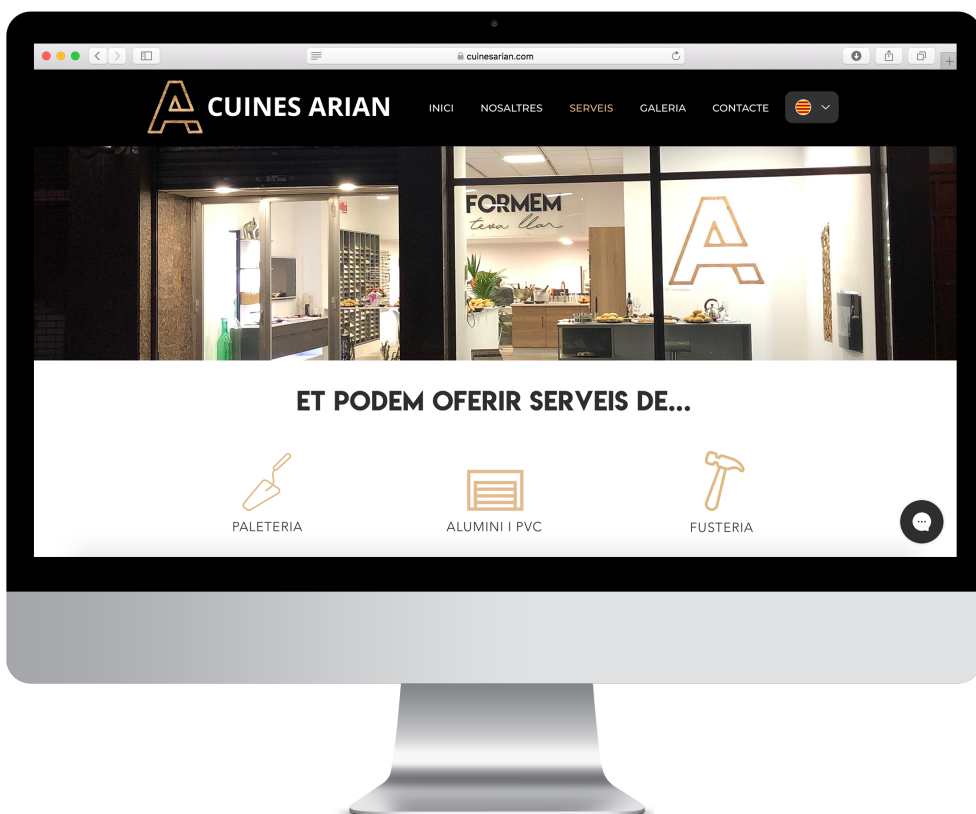 cuinesarian.com
CUINES ARIAN
INICI
NOSALTRES
SERVEIS
GALERIA
CONTACTE
FORMEM
teva llar
A
ET PODEM OFERIR SERVEIS DE...
PALETERIA
ALUMINI I PVC
FUSTERIA